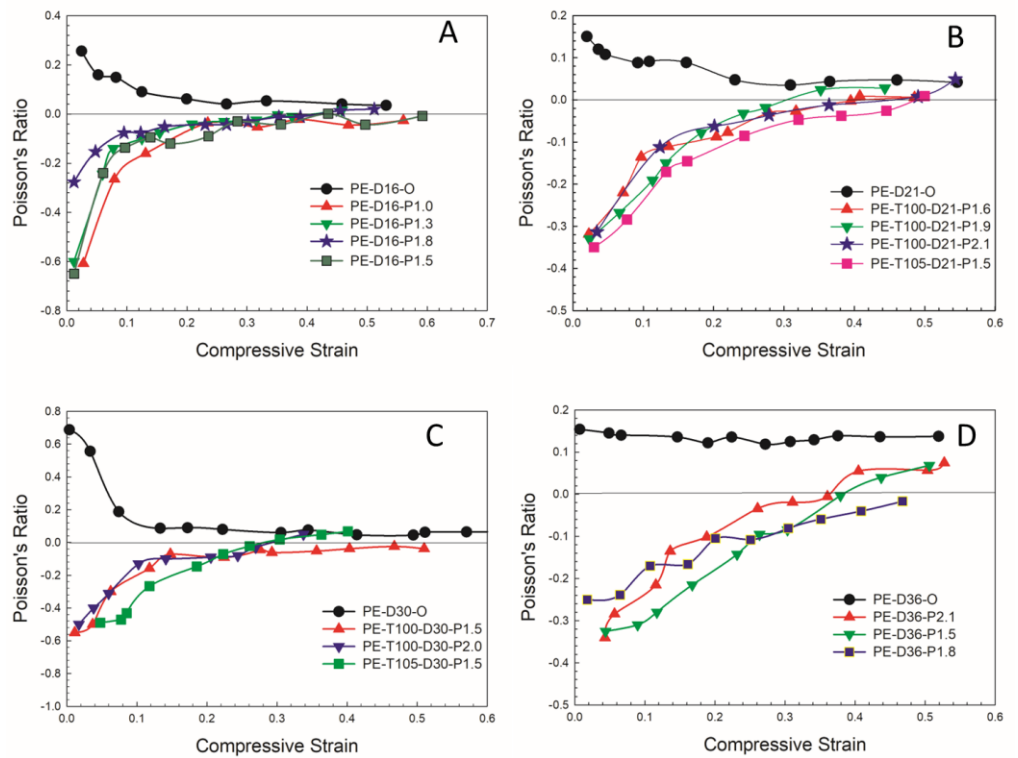 A
Poisson's Ratio
0.4
0.2
0.0
-0.2
-0.4
-0.6
-0.8
PE-D16-O
PE-D16-P1.0
PE-D16-P1.3
PE-D16-P1.8
PE-D16-P1.5
0.0 0.1 0.2 0.3 0.4 0.5 0.6 0.7
Compressive Strain
B
Poisson's Ratio
0.2
0.1
0.0
-0.1
-0.2
-0.3
-0.4
-0.5
PE-D21-O
PE-T100-D21-P1.6
PE-T100-D21-P1.9
PE-T100-D21-P2.1
PE-T105-D21-P1.5
0.0 0.1 0.2 0.3 0.4 0.5 0.6
Compressive Strain
C
Poisson's Ratio
0.8
0.6
0.4
0.2
0.0
-0.2
-0.4
-0.6
-0.8
-1.0
PE-D30-O
PE-T100-D30-P1.5
PE-T100-D30-P2.0
PE-T105-D30-P1.5
0.0 0.1 0.2 0.3 0.4 0.5 0.6
Compressive Strain
D
Poisson's Ratio
0.2
0.1
0.0
-0.1
-0.2
-0.3
-0.4
-0.5
PE-D36-O
PE-D36-P2.1
PE-D36-P1.5
PE-D36-P1.8
0.0 0.1 0.2 0.3 0.4 0.5 0.6
Compressive Strain